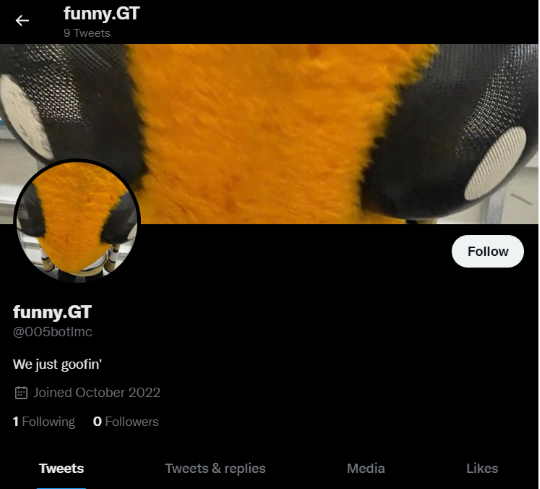 funny.GT
9 Tweets
Follow
funny.GT
@005botlmc
We just goofin'
Joined October 2022
1 Following 0 Followers
Tweets Tweets & replies Media Likes